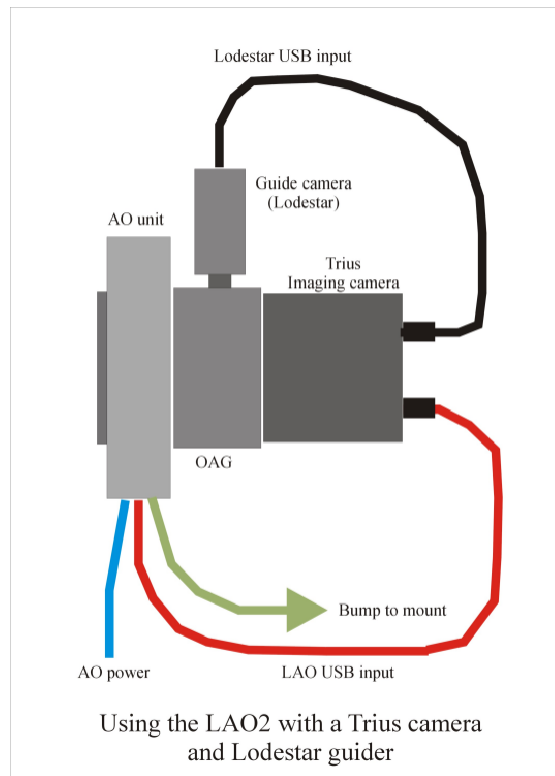 Lodestar USB input
Guide camera
(Lodestar)
AO unit
Trius
Imaging camera
OAG
Bump to mount
AO power
LAO USB input
Using the LAO2 with a Trius camera
and Lodestar guider